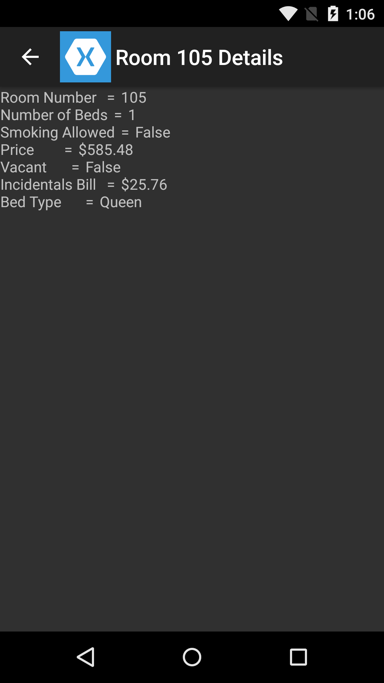 1:06
Room 105 Details
Room Number = 105
Number of Beds = 1
Smoking Allowed = False
Price = $585.48
Vacant = False
Incidentals Bill = $25.76
Bed Type = Queen